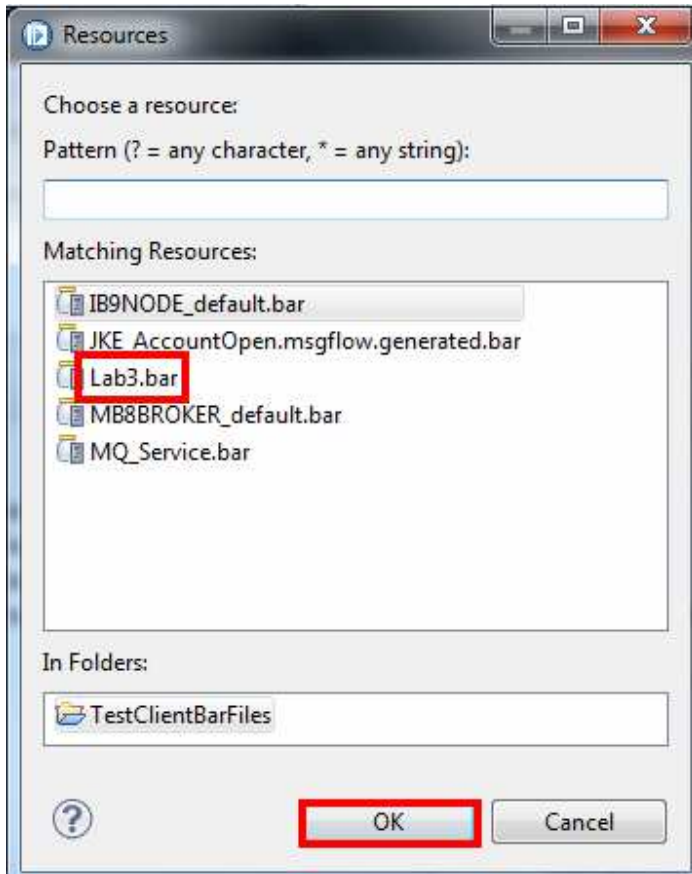 Resources
Choose a resource:
Pattern (? = any character, * = any string):
Matching Resources:
IB9NODE_default.bar
JKE_AccountOpen.msgflow.generated.bar
Lab3.bar
MB8BROKER_default.bar
MQ_Service.bar
In Folders:
TestClientBarFiles
OK Cancel